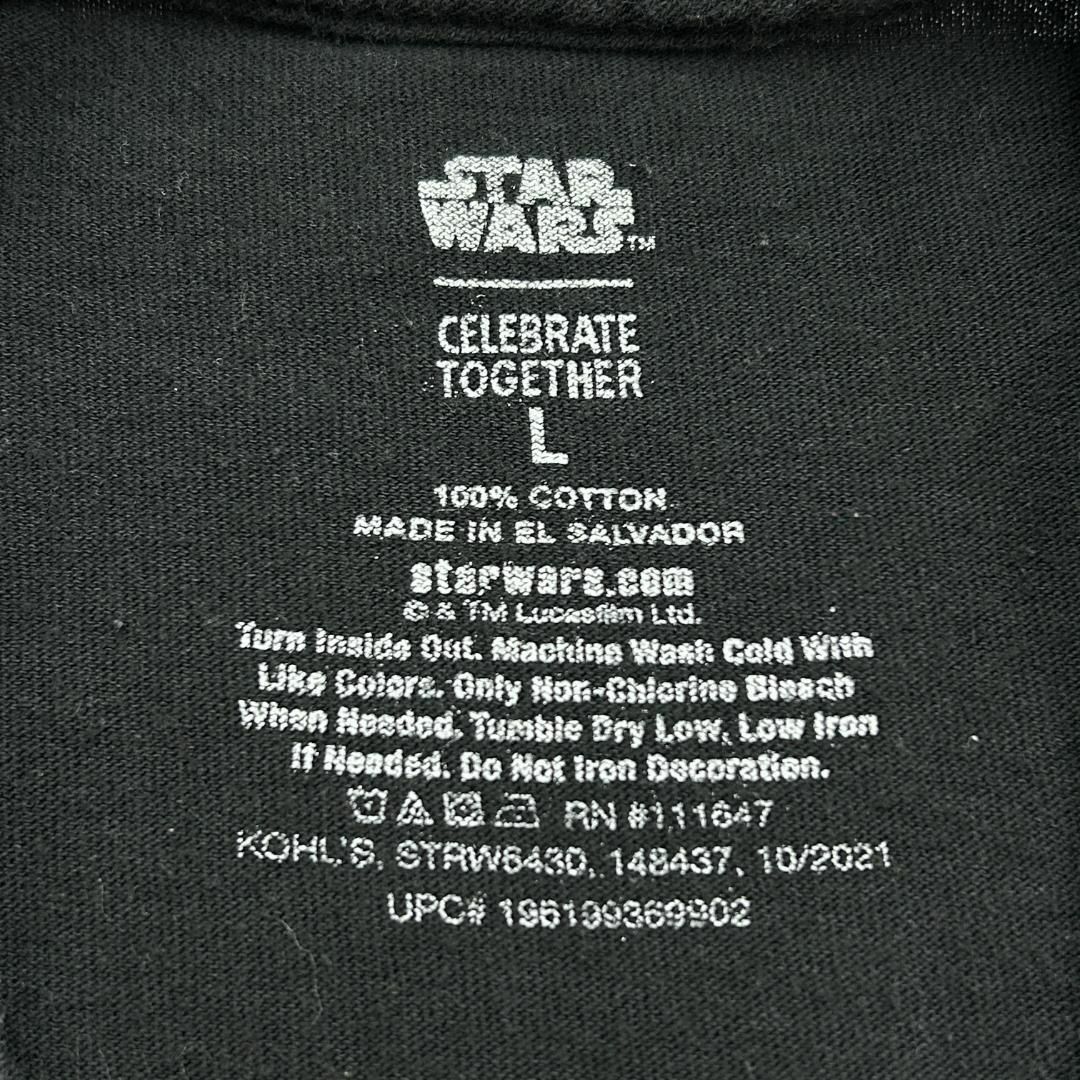 STAR
WARS™
CELEBRATE
TOGETHER
L
100% COTTON
MADE IN EL SALVADOR
starwars.com
© & TM Lucasfilm Ltd.
Turn Inside Out. Machine Wash Cold With
Like Colors. Only Non-Chlorine Bleach
When Needed. Tumble Dry Low. Low Iron
If Needed. Do Not Iron Decoration.
RN #111647
KOHL'S, STRW6430, 148437, 10/2021
UPC# 196199369902